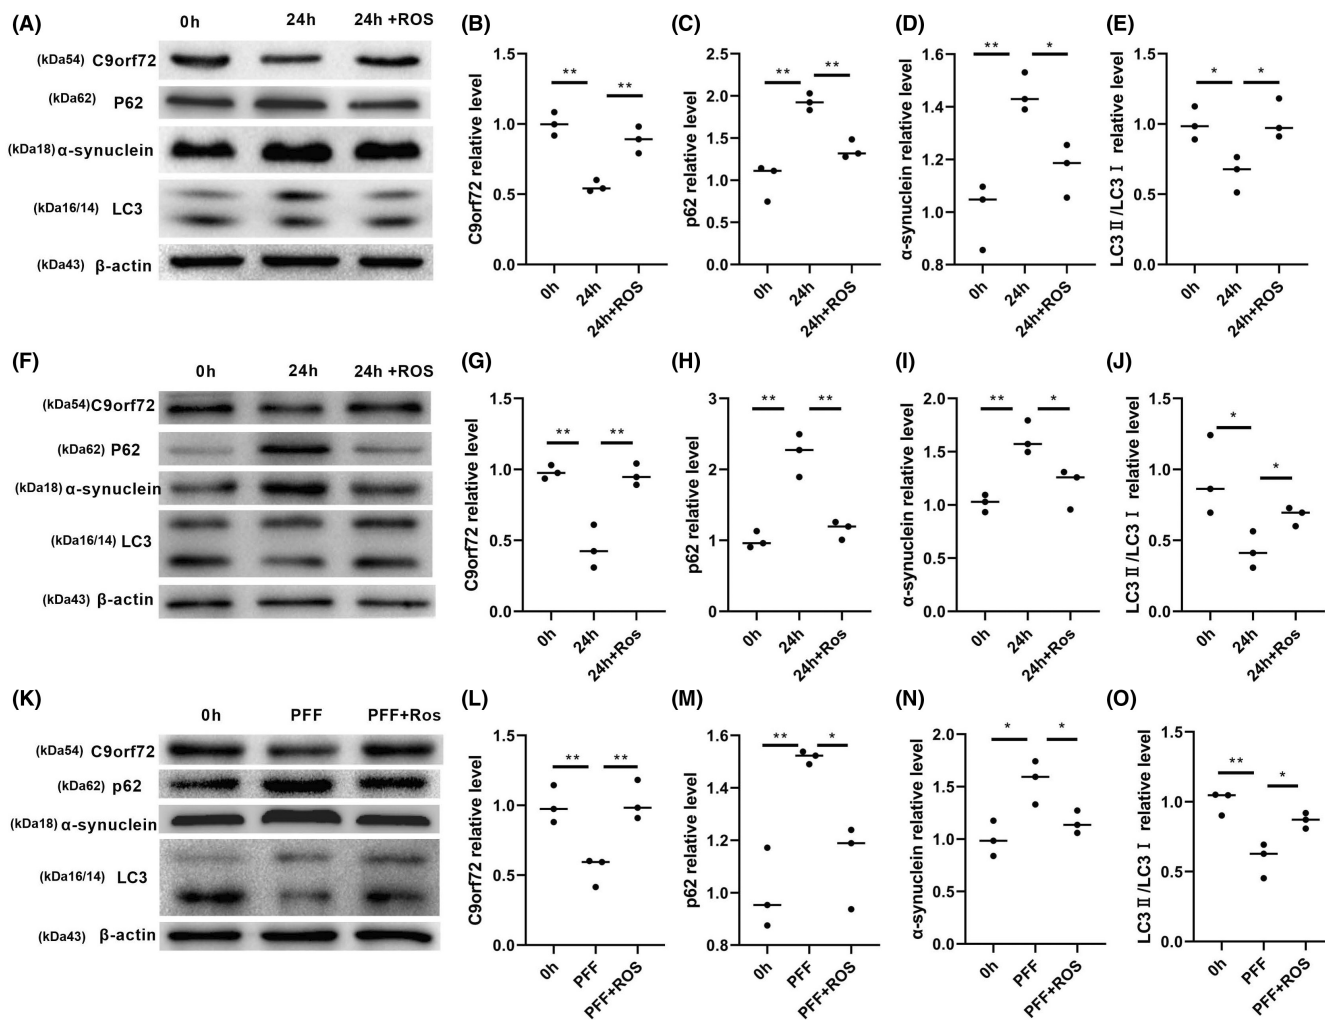 (A)
0h 24h 24h +ROS
(kDa54) C9orf72
(kDa62) P62
(kDa18) α-synuclein
(kDa16/14) LC3
(kDa43) β-actin
(B)
C9orf72 relative level
1.5
1.0
0.5
0.0
** **
0h 24h 24h+ROS
(C)
p62 relative level
2.5
2.0
1.5
1.0
0.5
0.0
** **
0h 24h 24h+ROS
(D)
α-synuclein relative level
1.6
1.4
1.2
1.0
0.8
** *
0h 24h 24h+ROS
(E)
LC3Ⅱ/LC3Ⅰ relative level
1.5
1.0
0.5
0.0
* *
0h 24h 24h+ROS
(F)
0h 24h 24h +ROS
(kDa54)C9orf72
(kDa62) P62
(kDa18) α-synuclein
(kDa16/14) LC3
(kDa43) β-actin
(G)
C9orf72 relative level
1.5
1.0
0.5
0.0
** **
0h 24h 24h+Ros
(H)
p62 relative level
3
2
1
0
** **
0h 24h 24h+Ros
(I)
α-synuclein relative level
2.0
1.5
1.0
0.5
0.0
** *
0h 24h 24h+Ros
(J)
LC3Ⅱ/LC3Ⅰ relative level
1.5
1.0
0.5
0.0
* *
0h 24h 24h+Ros
(K)
0h PFF PFF+Ros
(kDa54) C9orf72
(kDa62) p62
(kDa18) α-synuclein
(kDa16/14) LC3
(kDa43) β-actin
(L)
C9orf72 relative level
1.5
1.0
0.5
0.0
** **
0h PFF PFF+ROS
(M)
p62 relative level
1.6
1.4
1.2
1.0
0.8
** *
0h PFF PFF+ROS
(N)
α-synuclein relative level
2.0
1.5
1.0
0.5
0.0
* *
0h PFF PFF+ROS
(O)
LC3Ⅱ/LC3Ⅰ relative level
1.5
1.0
0.5
0.0
** *
0h PFF PFF+ROS